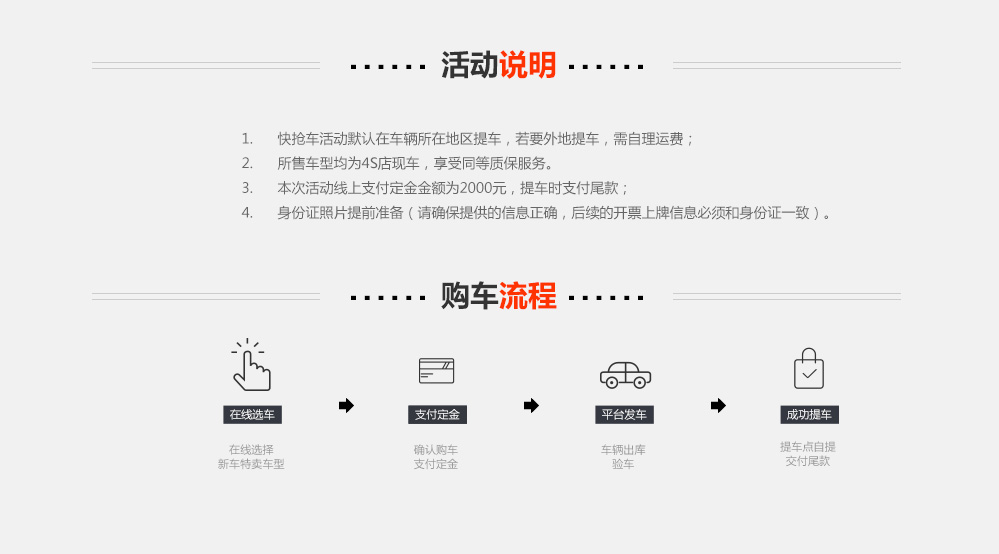 活动说明
1. 快抢车活动默认在车辆所在地区提车，若要外地提车，需自理运费；
2. 所售车型均为4S店现车，享受同等质保服务。
3. 本次活动线上支付定金金额为2000元，提车时支付尾款；
4. 身份证照片提前准备（请确保提供的信息正确，后续的开票上牌信息必须和身份证一致）。
购车流程
在线选车
支付定金
平台发车
成功提车
在线选择
新车特卖车型
确认购车
支付定金
车辆出库
验车
提车点自提
交付尾款